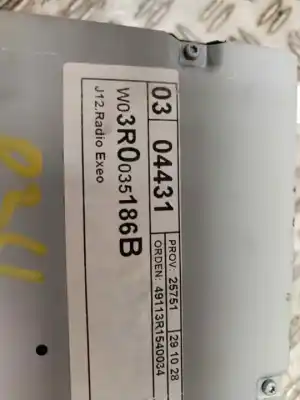 03 04431 PROV: 25751 29 10 28
ORDEN: 49113R1540034
W03R0035186B
J12.Radio Exeo